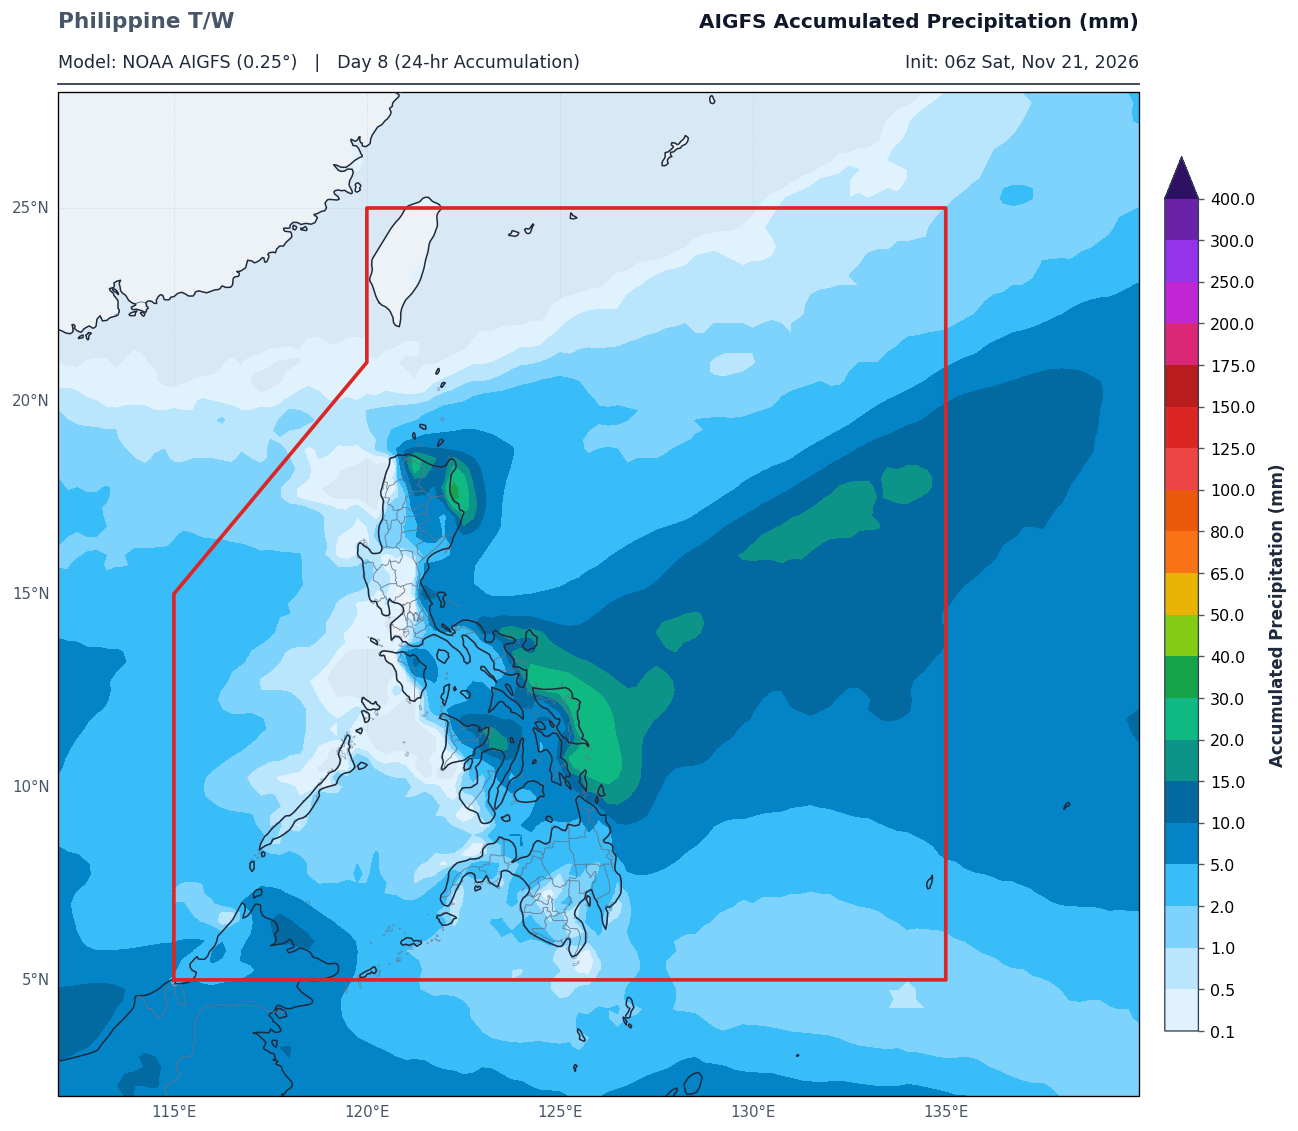 Philippine T/W
AIGFS Accumulated Precipitation (mm)
Model: NOAA AIGFS (0.25°)   |   Day 8 (24-hr Accumulation)
Init: 06z Sat, Nov 21, 2026
25°N
20°N
15°N
10°N
5°N
115°E
120°E
125°E
130°E
135°E
400.0
300.0
250.0
200.0
175.0
150.0
125.0
100.0
80.0
65.0
50.0
40.0
30.0
20.0
15.0
10.0
5.0
2.0
1.0
0.5
0.1
Accumulated Precipitation (mm)